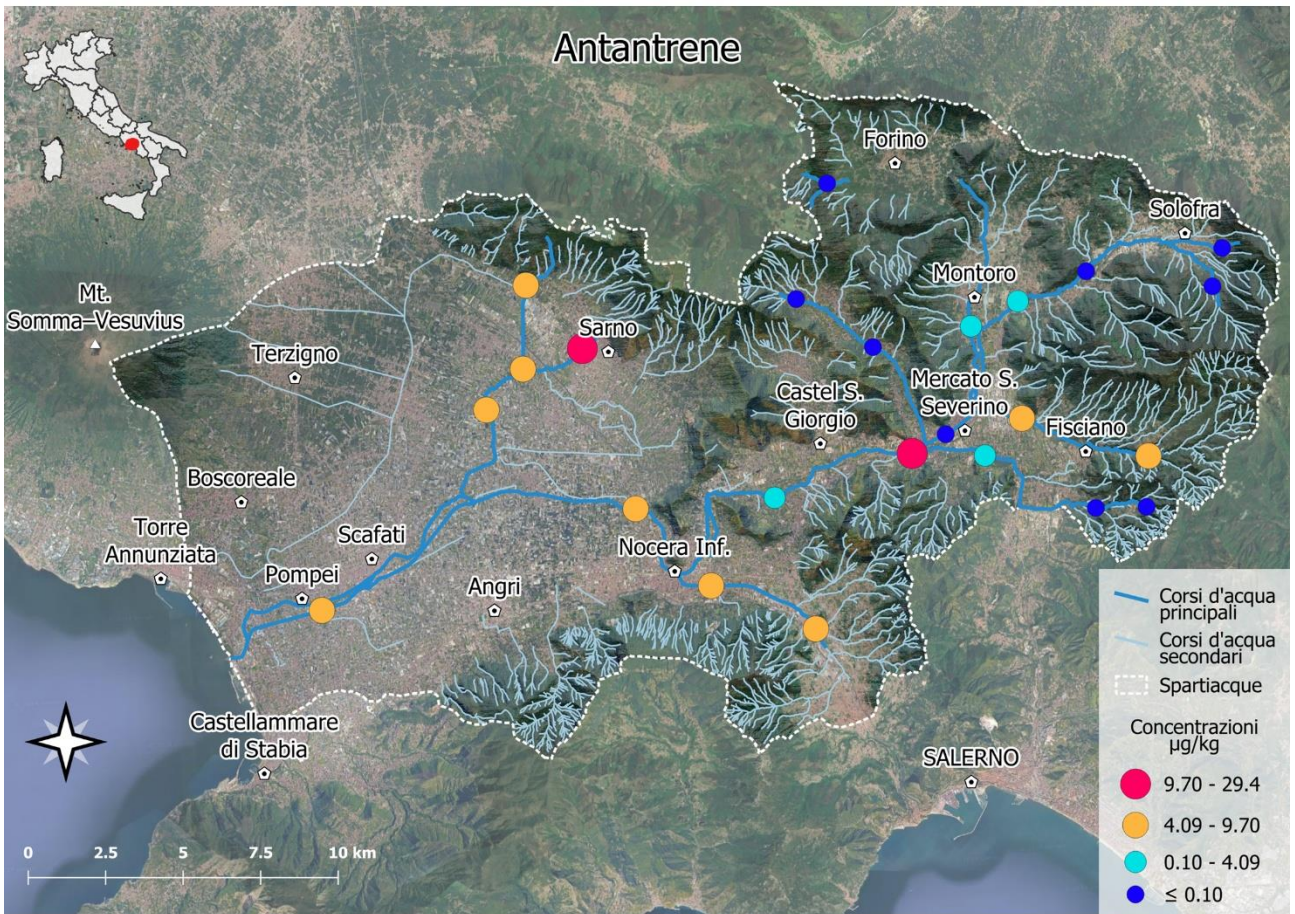 Antantrene
Forino
Solofra
Montoro
Mt.
Somma–Vesuvius
Sarno
Terzigno
Castel S.
Giorgio
Mercato S.
Severino
Fisciano
Boscoreale
Torre
Annunziata
Scafati
Nocera Inf.
Pompei
Angri
Castellammare
di Stabia
SALERNO
Corsi d'acqua
principali
Corsi d'acqua
secondari
Spartiacque
Concentrazioni
µg/kg
9.70 - 29.4
4.09 - 9.70
0.10 - 4.09
≤ 0.10
0 2.5 5 7.5 10 km